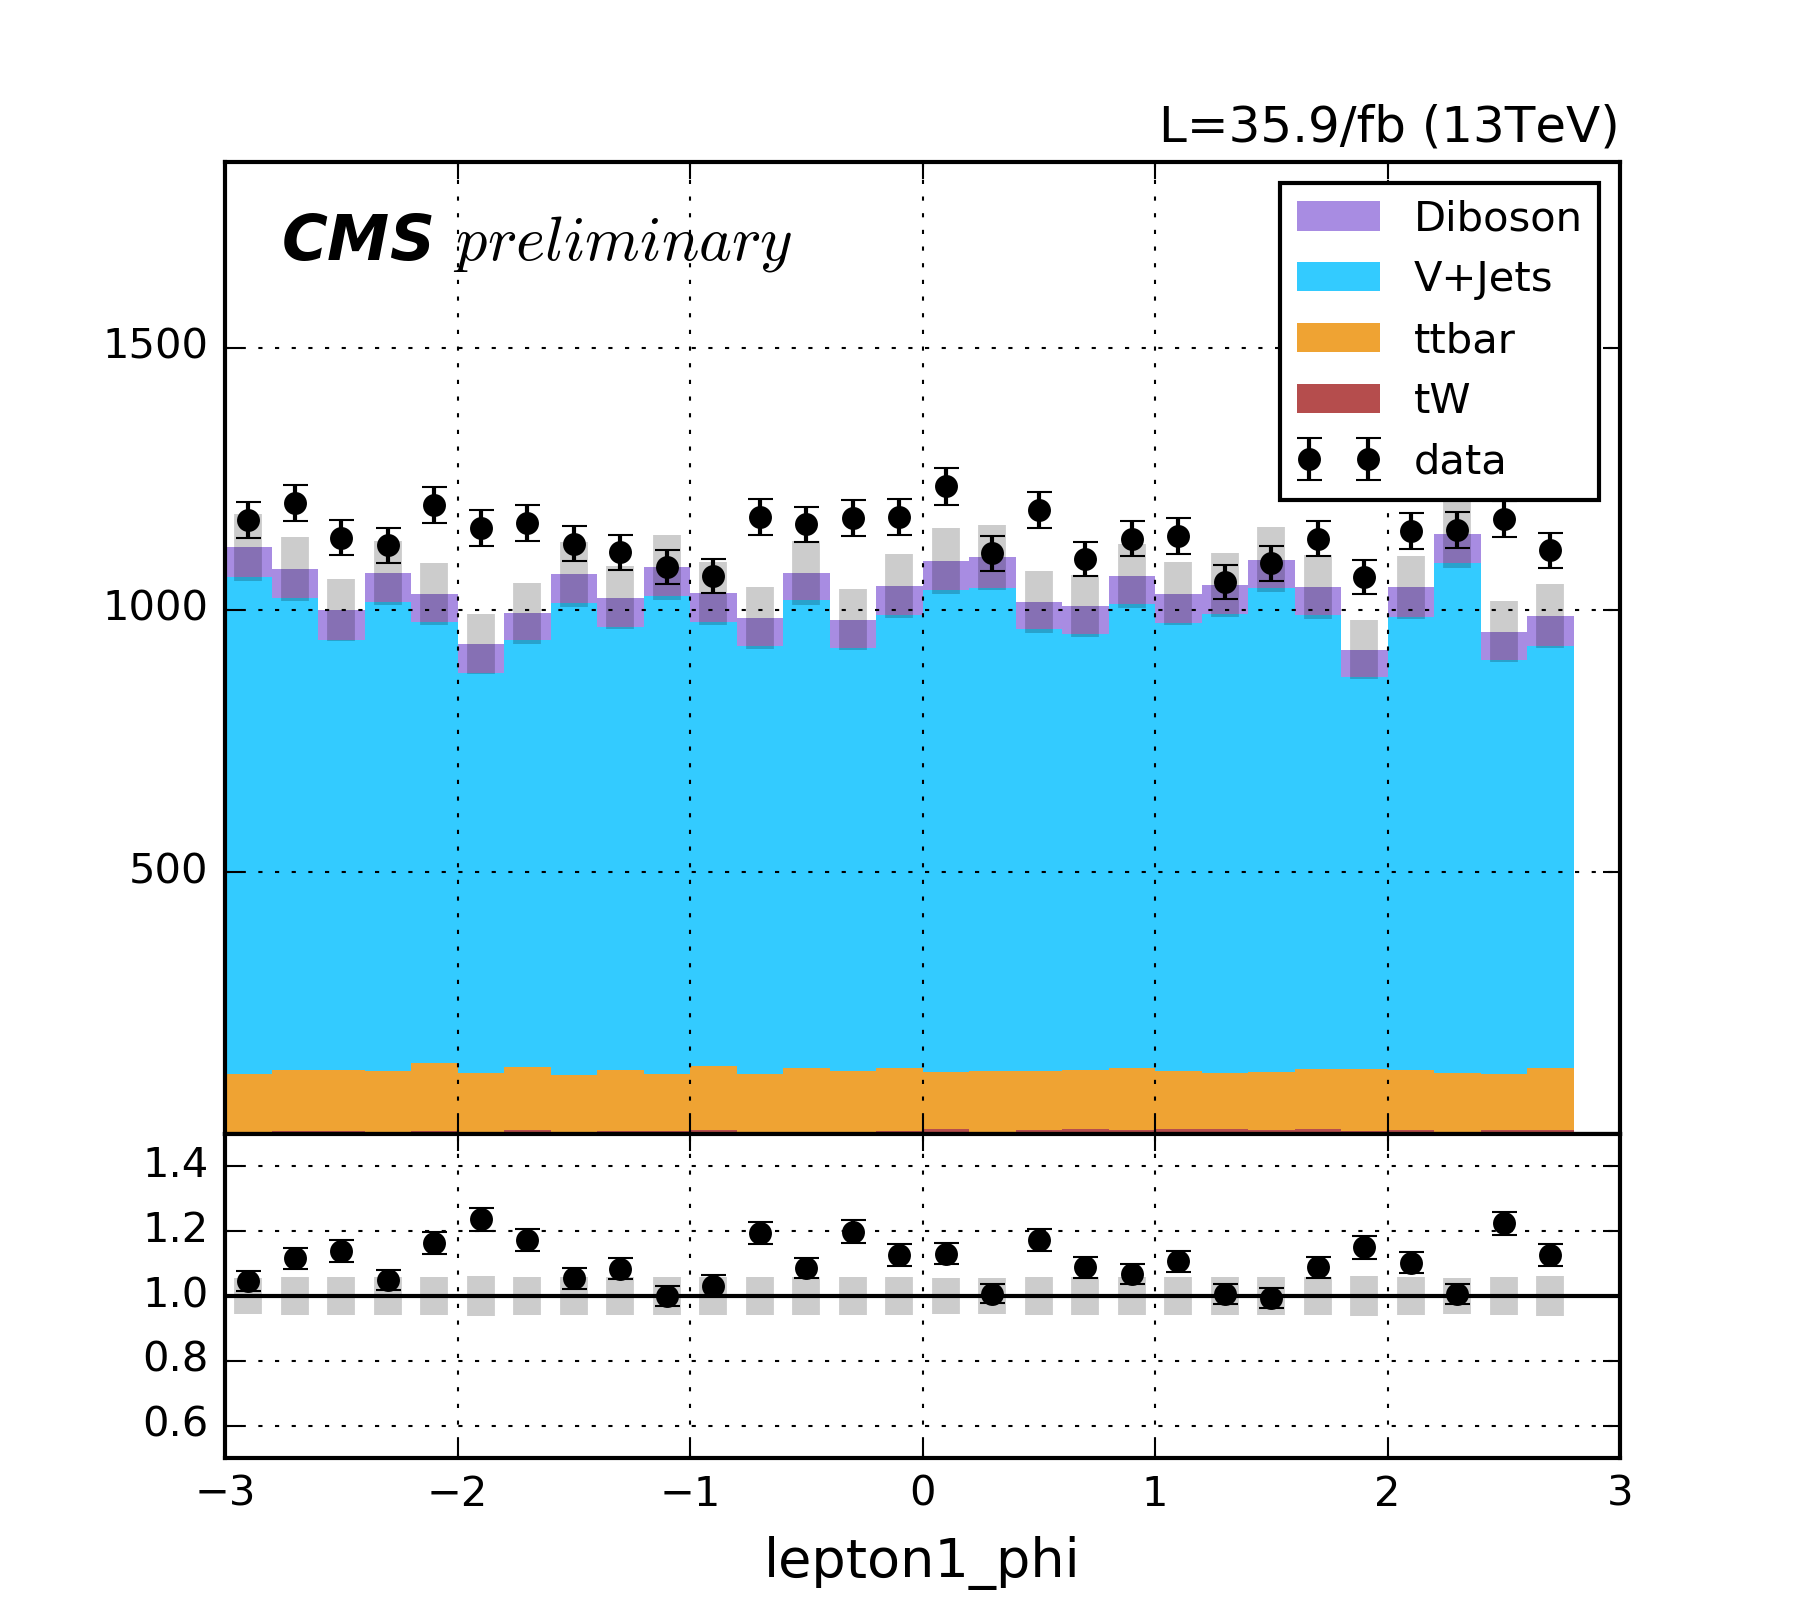 L=35.9/fb (13TeV)
CMS preliminary
Diboson
V+Jets
ttbar
tW
data
1500
1000
500
1.4
1.2
1.0
0.8
0.6
−3 −2 −1 0 1 2 3
lepton1_phi